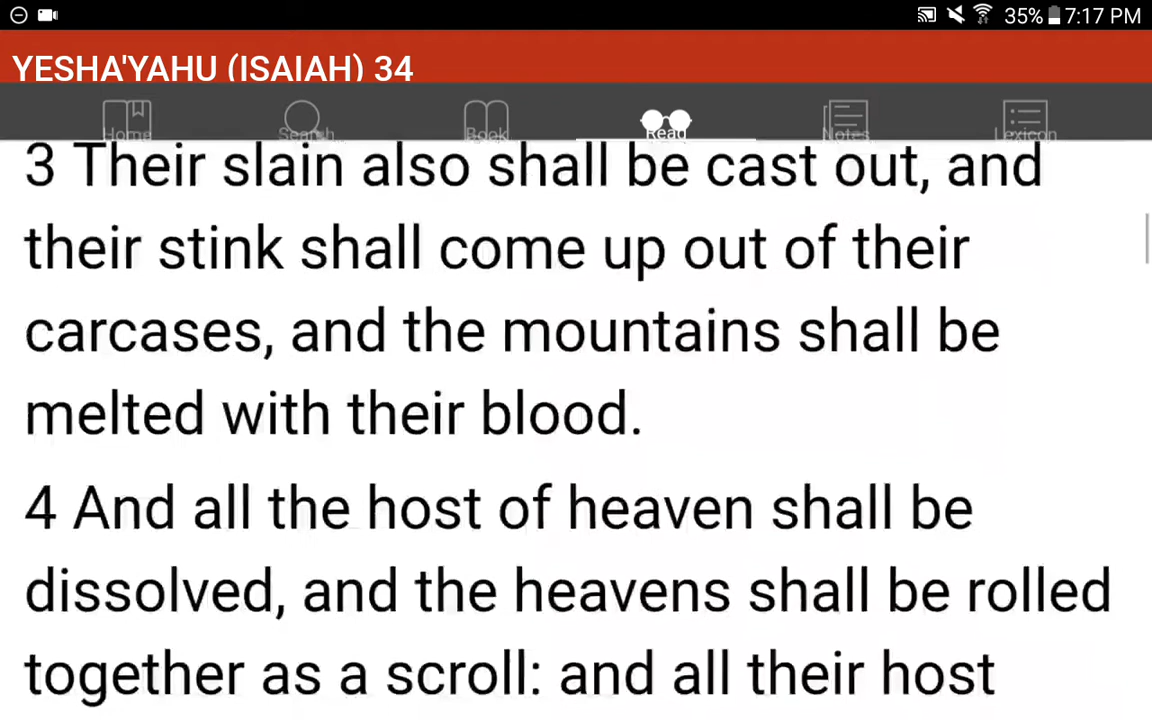 35% 7:17 PM
YESHA'YAHU (ISAIAH) 34
Home Search Book Read Notes Lexicon
3 Their slain also shall be cast out, and
their stink shall come up out of their
carcases, and the mountains shall be
melted with their blood.
4 And all the host of heaven shall be
dissolved, and the heavens shall be rolled
together as a scroll: and all their host